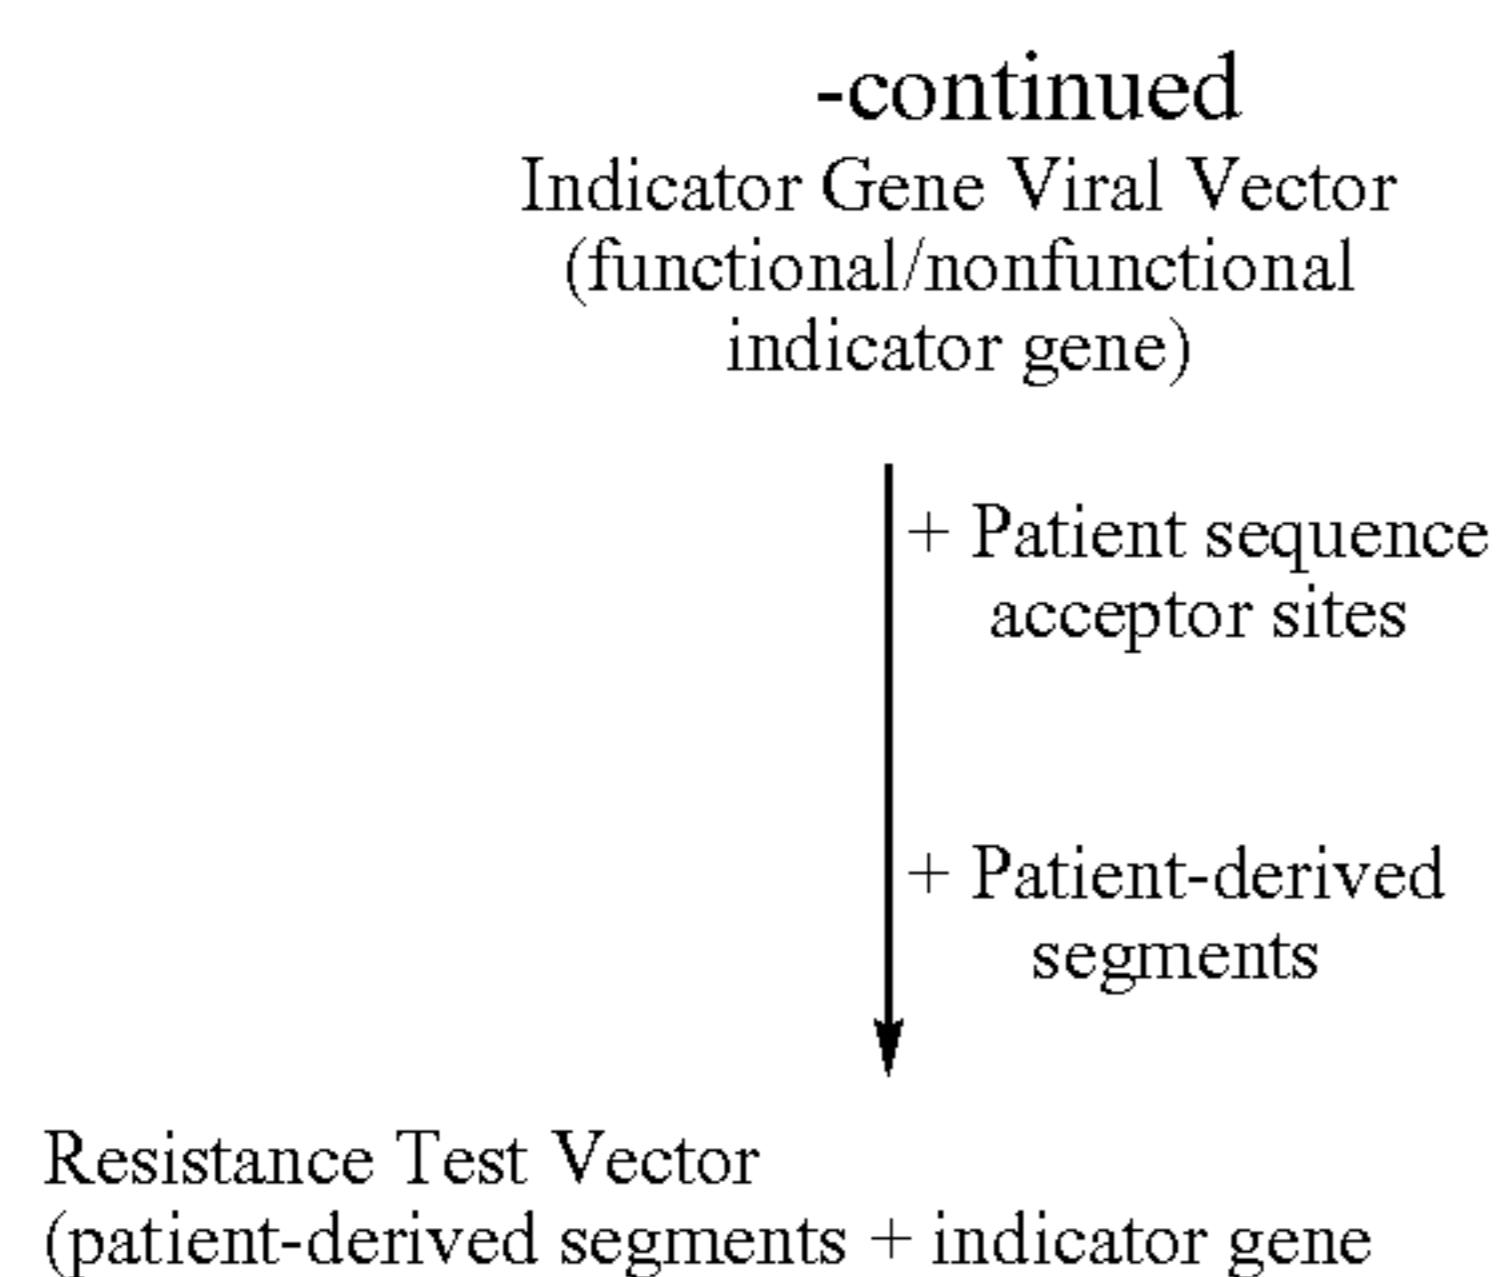 -continued
Indicator Gene Viral Vector
(functional/nonfunctional
indicator gene)
+ Patient sequence
acceptor sites
+ Patient-derived
segments
Resistance Test Vector
(patient-derived segments + indicator gene